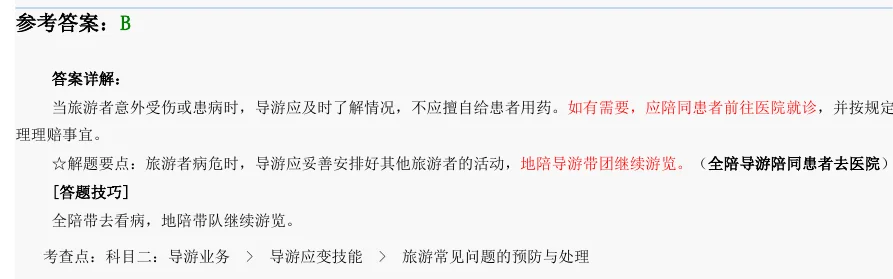 参考答案：B
答案详解：
当旅游者意外受伤或患病时，导游应及时了解情况，不应擅自给患者用药。如有需要，应陪同患者前往医院就诊，并按规定
理理赔事宜。
☆解题要点：旅游者病危时，导游应妥善安排好其他旅游者的活动，地陪导游带团继续游览。（全陪导游陪同患者去医院）
[答题技巧]
全陪带去看病，地陪带队继续游览。
考查点：科目二：导游业务 > 导游应变技能 > 旅游常见问题的预防与处理